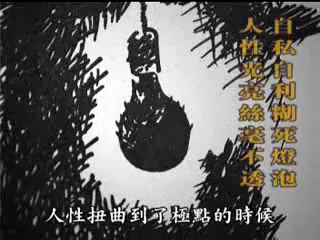 自私自利糊死燈泡
人性光亮絲毫不透
人性扭曲到了極點的時候